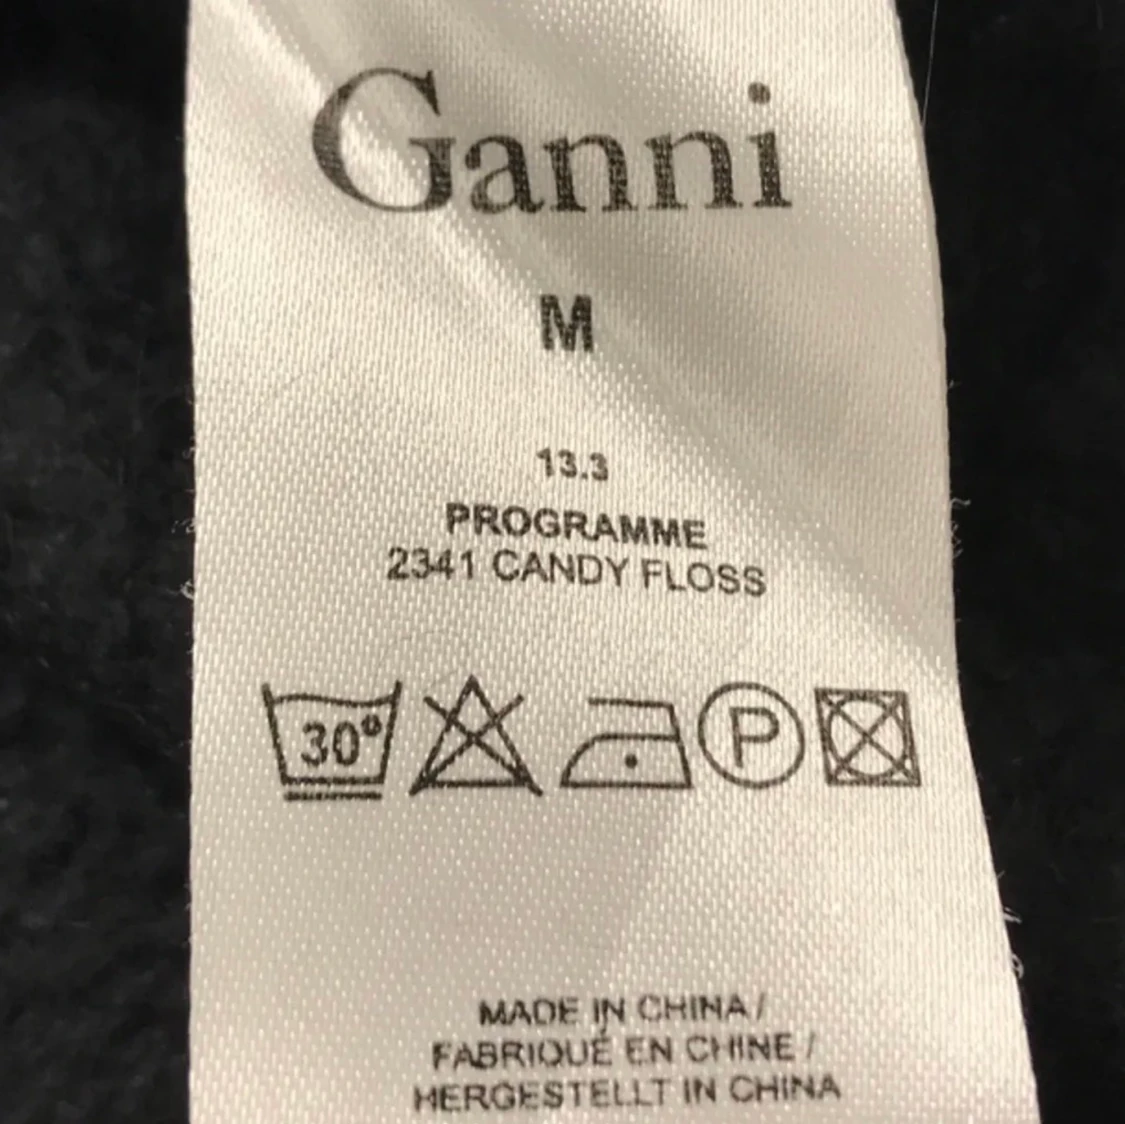 Ganni
M
13.3
PROGRAMME
2341 CANDY FLOSS
30°
P
MADE IN CHINA /
FABRIQUÉ EN CHINE /
HERGESTELLT IN CHINA